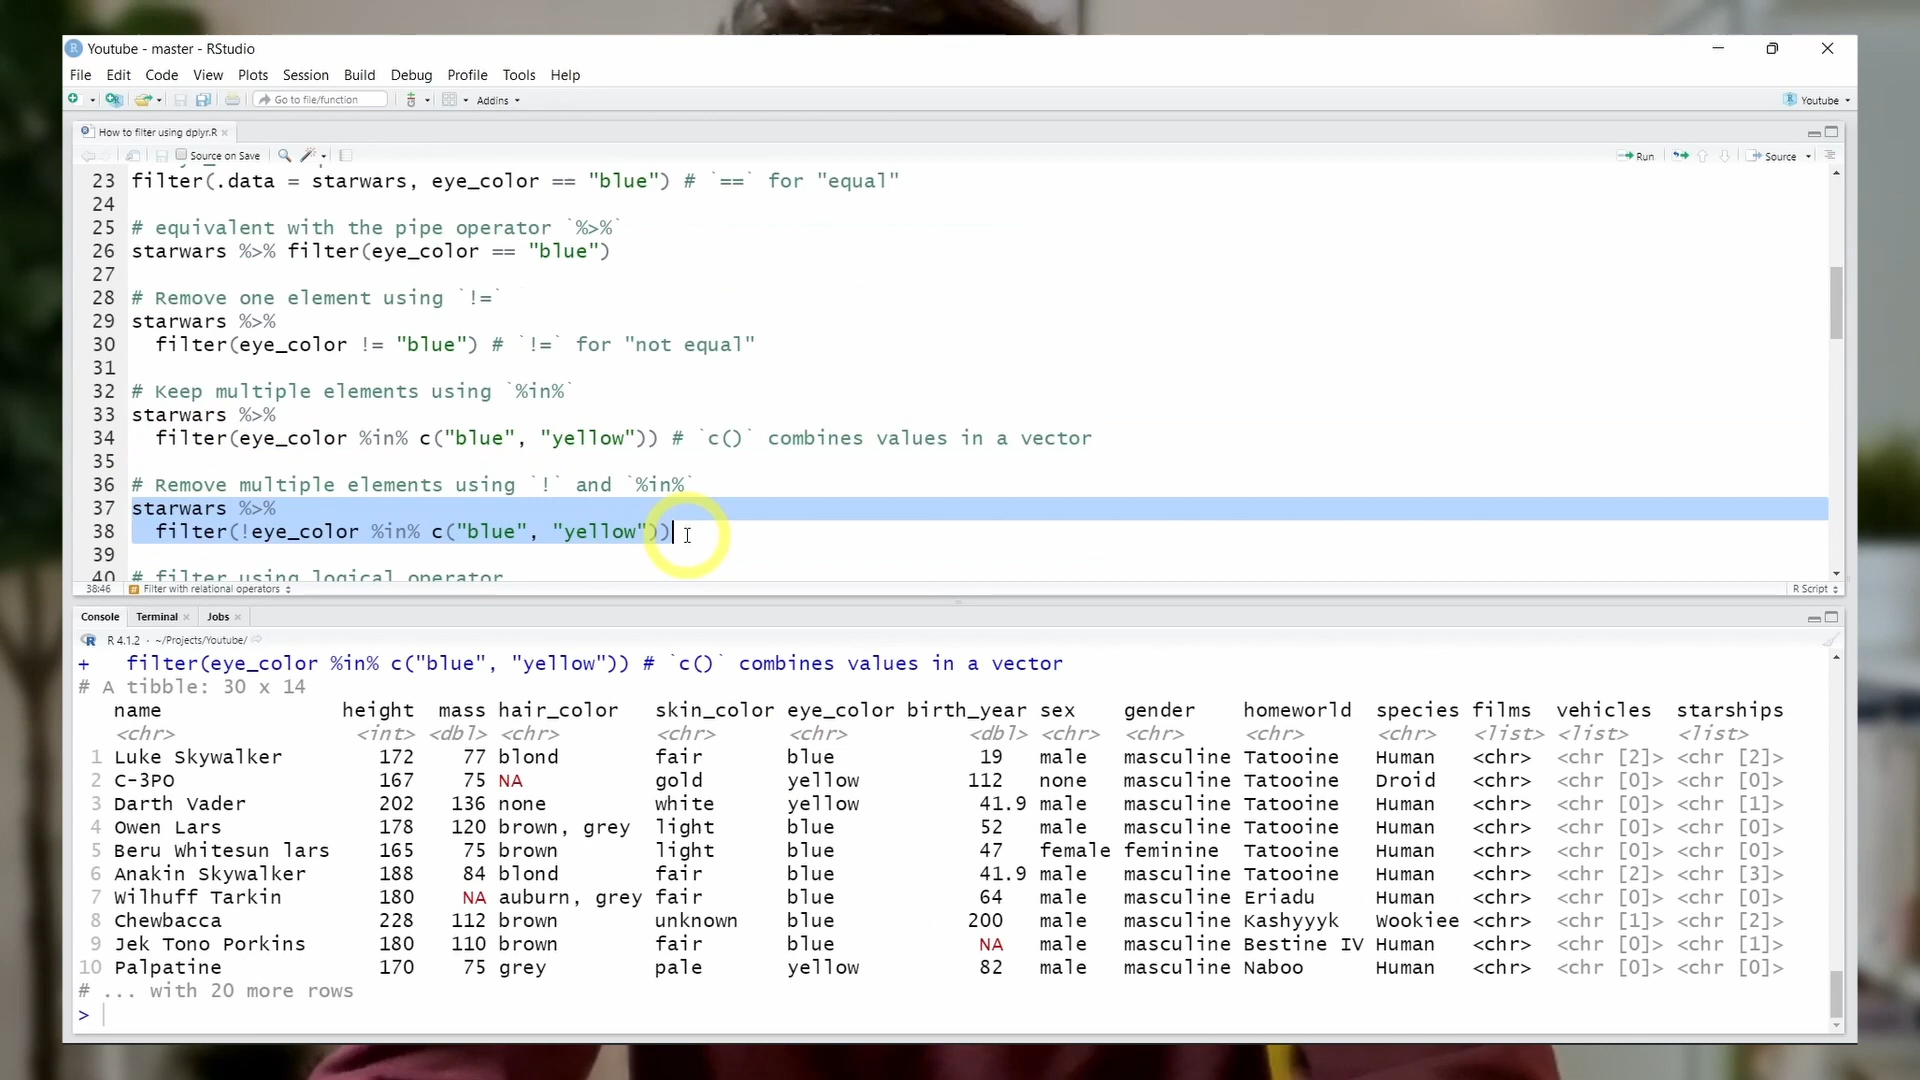 Youtube - master - RStudio
File Edit Code View Plots Session Build Debug Profile Tools Help
Go to file/function Addins Youtube
How to filter using dplyr.R
Source on Save Run Source
23 filter(.data = starwars, eye_color == "blue") # `==` for "equal"
24
25 # equivalent with the pipe operator `%>%`
26 starwars %>% filter(eye_color == "blue")
27
28 # Remove one element using `!=`
29 starwars %>%
30 filter(eye_color != "blue") # `!=` for "not equal"
31
32 # Keep multiple elements using `%in%`
33 starwars %>%
34 filter(eye_color %in% c("blue", "yellow")) # `c()` combines values in a vector
35
36 # Remove multiple elements using `!` and `%in%`
37 starwars %>%
38 filter(!eye_color %in% c("blue", "yellow"))
39
40 # filter using logical operator
38:46 Filter with relational operators R Script
Console Terminal Jobs
R 4.1.2 · ~/Projects/Youtube/
+ filter(eye_color %in% c("blue", "yellow")) # `c()` combines values in a vector
# A tibble: 30 x 14
name height mass hair_color skin_color eye_color birth_year sex gender homeworld species films vehicles starships
<chr> <int> <dbl> <chr> <chr> <chr> <dbl> <chr> <chr> <chr> <chr> <list> <list> <list>
1 Luke Skywalker 172 77 blond fair blue 19 male masculine Tatooine Human <chr> <chr [2]> <chr [2]>
2 C-3PO 167 75 NA gold yellow 112 none masculine Tatooine Droid <chr> <chr [0]> <chr [0]>
3 Darth Vader 202 136 none white yellow 41.9 male masculine Tatooine Human <chr> <chr [0]> <chr [1]>
4 Owen Lars 178 120 brown, grey light blue 52 male masculine Tatooine Human <chr> <chr [0]> <chr [0]>
5 Beru Whitesun lars 165 75 brown light blue 47 female feminine Tatooine Human <chr> <chr [0]> <chr [0]>
6 Anakin Skywalker 188 84 blond fair blue 41.9 male masculine Tatooine Human <chr> <chr [2]> <chr [3]>
7 Wilhuff Tarkin 180 NA auburn, grey fair blue 64 male masculine Eriadu Human <chr> <chr [0]> <chr [0]>
8 Chewbacca 228 112 brown unknown blue 200 male masculine Kashyyyk Wookiee <chr> <chr [1]> <chr [2]>
9 Jek Tono Porkins 180 110 brown fair blue NA male masculine Bestine IV Human <chr> <chr [0]> <chr [1]>
10 Palpatine 170 75 grey pale yellow 82 male masculine Naboo Human <chr> <chr [0]> <chr [0]>
# ... with 20 more rows
>